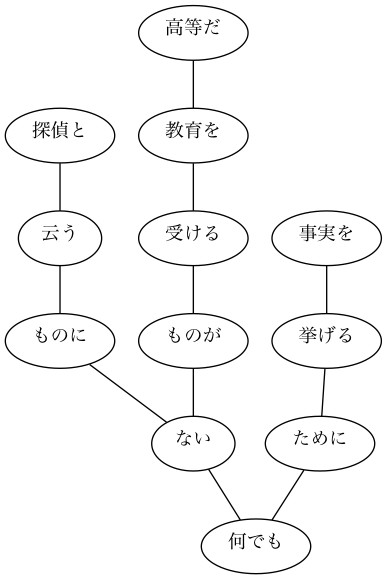 高等だ
探偵と
教育を
云う
受ける
事実を
ものに
ものが
挙げる
ない
ために
何でも